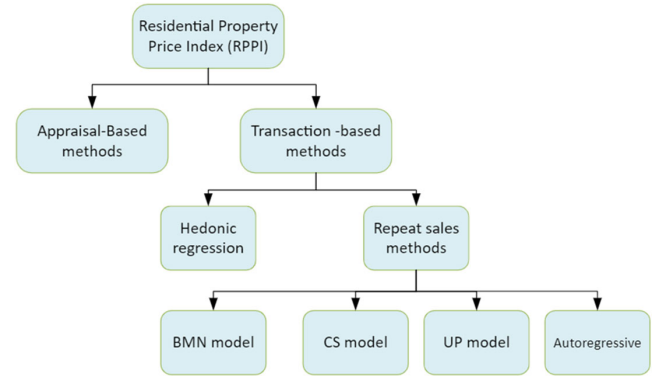 Residential Property
Price Index (RPPI)
Appraisal-Based
methods
Transaction -based
methods
Hedonic
regression
Repeat sales
methods
BMN model
CS model
UP model
Autoregressive